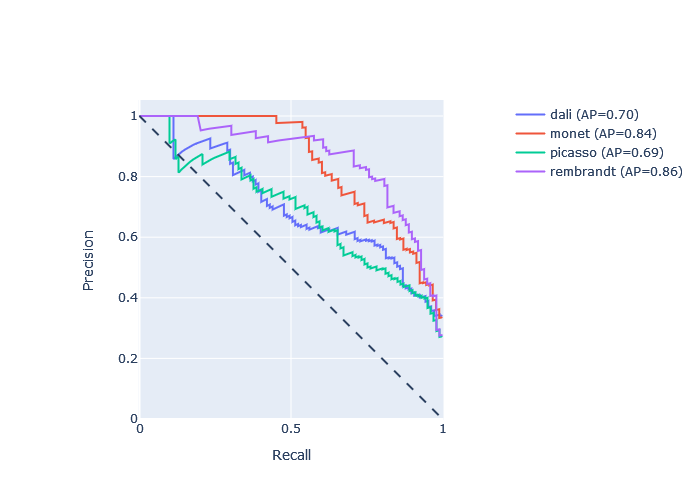 dali (AP=0.70)
monet (AP=0.84)
picasso (AP=0.69)
rembrandt (AP=0.86)
1
0.8
0.6
0.4
0.2
0
Precision
0
0.5
1
Recall